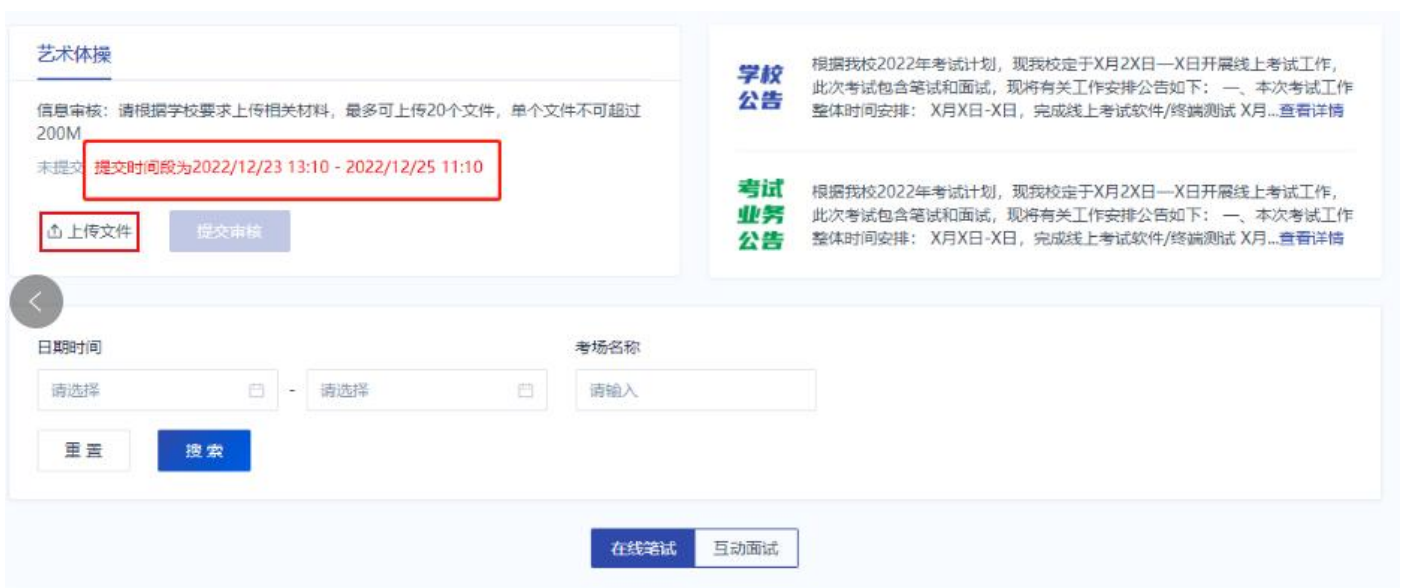 艺术体操
信息审核：请根据学校要求上传相关材料，最多可上传20个文件，单个文件不可超过
200M
未提交 提交时间段为2022/12/23 13:10 - 2022/12/25 11:10
上传文件
提交审核
学校
公告
根据我校2022年考试计划，现我校定于X月2X日—X日开展线上考试工作，
此次考试包含笔试和面试，现将有关工作安排公告如下： 一、本次考试工作
整体时间安排： X月X日-X日，完成线上考试软件/终端测试 X月...查看详情
考试
业务
公告
根据我校2022年考试计划，现我校定于X月2X日—X日开展线上考试工作，
此次考试包含笔试和面试，现将有关工作安排公告如下： 一、本次考试工作
整体时间安排： X月X日-X日，完成线上考试软件/终端测试 X月...查看详情
日期时间
考场名称
请选择 - 请选择
请输入
重置
搜索
在线笔试
互动面试